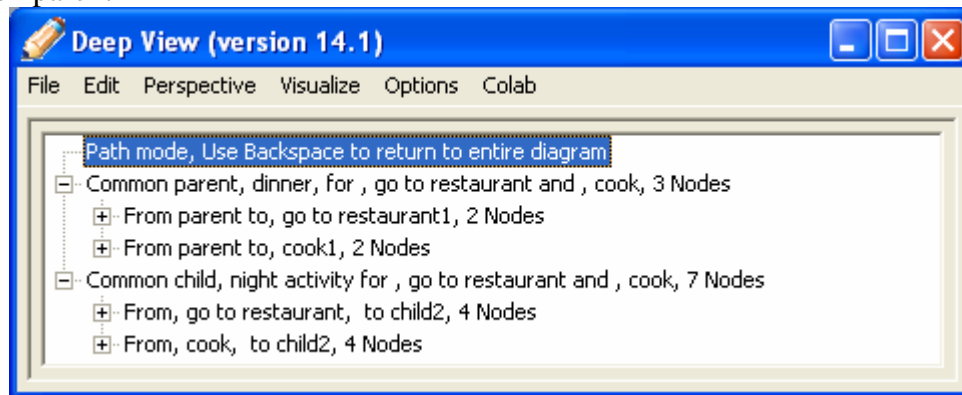 Deep View (version 14.1)
File Edit Perspective Visualize Options Colab
Path mode, Use Backspace to return to entire diagram
Common parent, dinner, for , go to restaurant and , cook, 3 Nodes
From parent to, go to restaurant1, 2 Nodes
From parent to, cook1, 2 Nodes
Common child, night activity for , go to restaurant and , cook, 7 Nodes
From, go to restaurant, to child2, 4 Nodes
From, cook, to child2, 4 Nodes